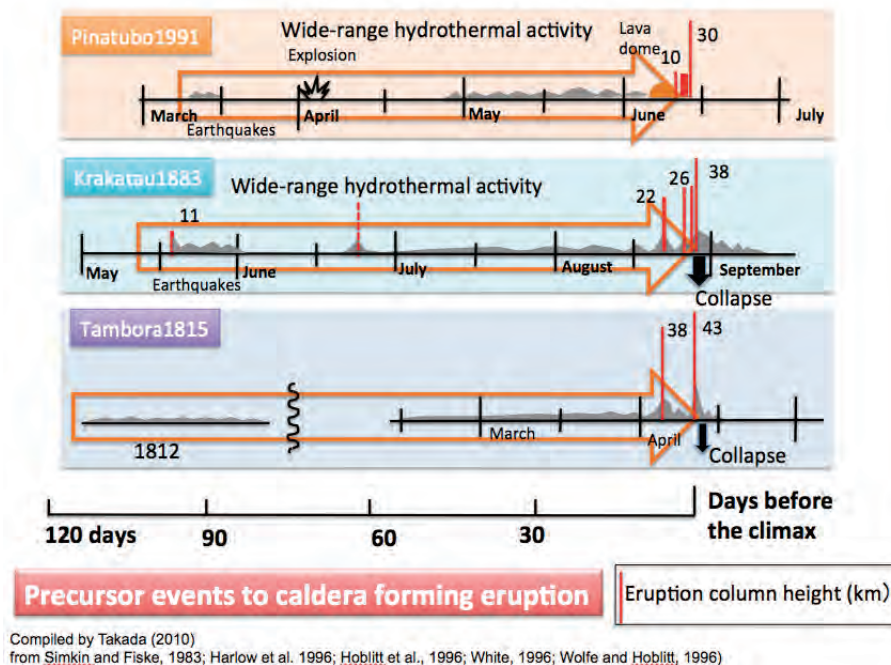 Pinatubo1991
Wide-range hydrothermal activity
Explosion
Lava
dome
10
30
March
April
May
June
July
Earthquakes
Krakatau1883
Wide-range hydrothermal activity
11
22
26
38
May
June
July
August
September
Earthquakes
Collapse
Tambora1815
38
43
1812
March
April
Collapse
120 days
90
60
30
Days before
the climax
Precursor events to caldera forming eruption
Eruption column height (km)
Compiled by Takada (2010)
from Simkin and Fiske, 1983; Harlow et al. 1996; Hoblitt et al., 1996; White, 1996; Wolfe and Hoblitt, 1996)